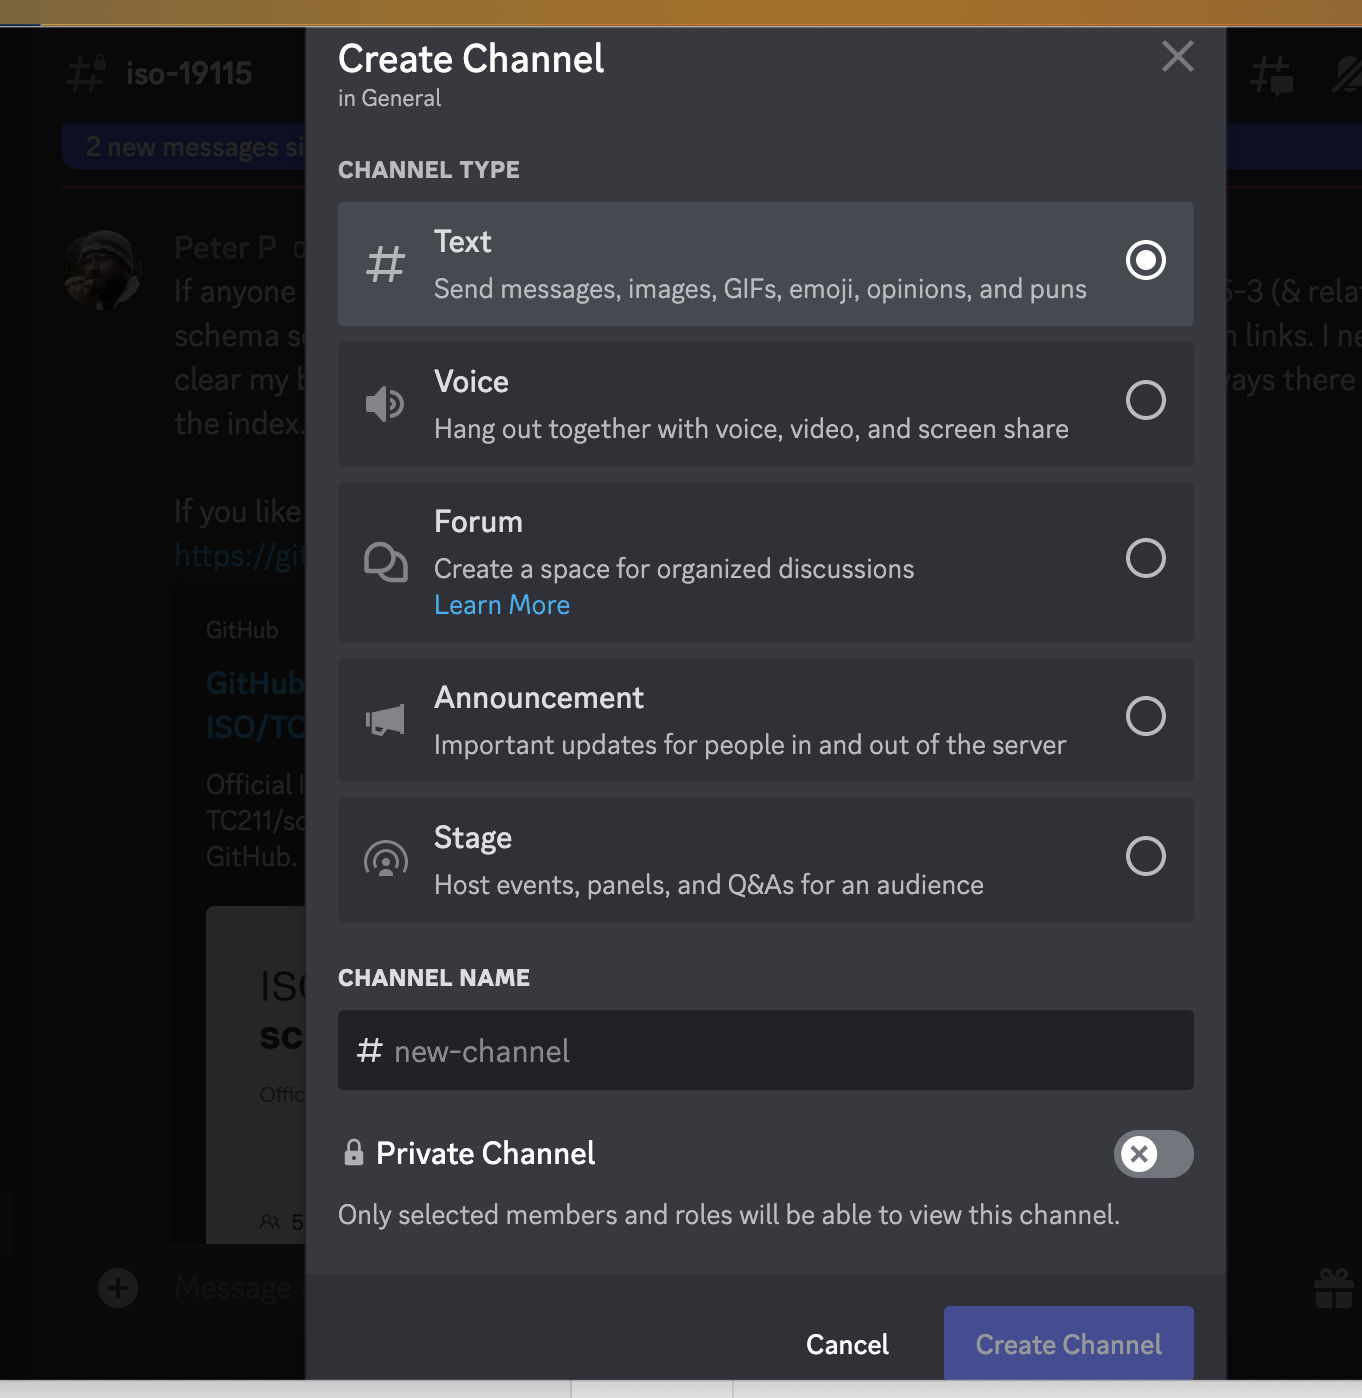 Create Channel
in General
iso-19115
2 new messages
CHANNEL TYPE
Text
Send messages, images, GIFs, emoji, opinions, and puns
Voice
Hang out together with voice, video, and screen share
Forum
Create a space for organized discussions
Learn More
Announcement
Important updates for people in and out of the server
Stage
Host events, panels, and Q&As for an audience
CHANNEL NAME
# new-channel
Private Channel
Only selected members and roles will be able to view this channel.
Cancel
Create Channel
Peter P
If anyone
5-3 (& rela
schema
links. I
clear my
ways there
the index.
If you like
https://git
GitHub
GitHub
ISO/TC
Official
TC211/sc
GitHub.
ISO
sc
Offic
5
Message